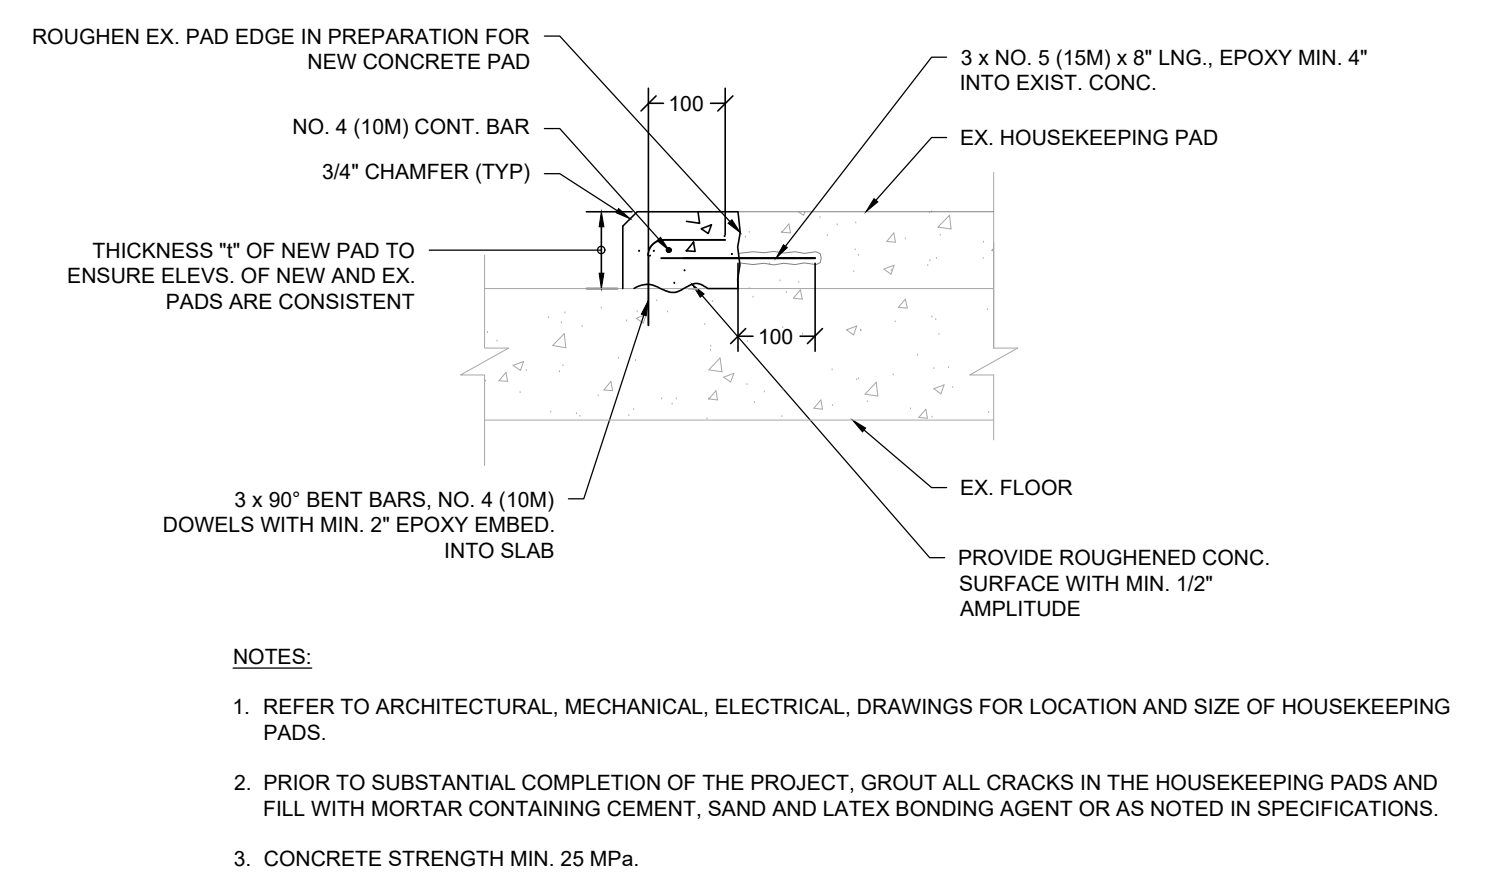 ROUGHEN EX. PAD EDGE IN PREPARATION FOR
NEW CONCRETE PAD
NO. 4 (10M) CONT. BAR
3/4" CHAMFER (TYP)
THICKNESS "t" OF NEW PAD TO
ENSURE ELEVS. OF NEW AND EX.
PADS ARE CONSISTENT
3 x 90° BENT BARS, NO. 4 (10M)
DOWELS WITH MIN. 2" EPOXY EMBED.
INTO SLAB
100
100
3 x NO. 5 (15M) x 8" LNG., EPOXY MIN. 4"
INTO EXIST. CONC.
EX. HOUSEKEEPING PAD
EX. FLOOR
PROVIDE ROUGHENED CONC.
SURFACE WITH MIN. 1/2"
AMPLITUDE
NOTES:
1. REFER TO ARCHITECTURAL, MECHANICAL, ELECTRICAL, DRAWINGS FOR LOCATION AND SIZE OF HOUSEKEEPING
PADS.
2. PRIOR TO SUBSTANTIAL COMPLETION OF THE PROJECT, GROUT ALL CRACKS IN THE HOUSEKEEPING PADS AND
FILL WITH MORTAR CONTAINING CEMENT, SAND AND LATEX BONDING AGENT OR AS NOTED IN SPECIFICATIONS.
3. CONCRETE STRENGTH MIN. 25 MPa.